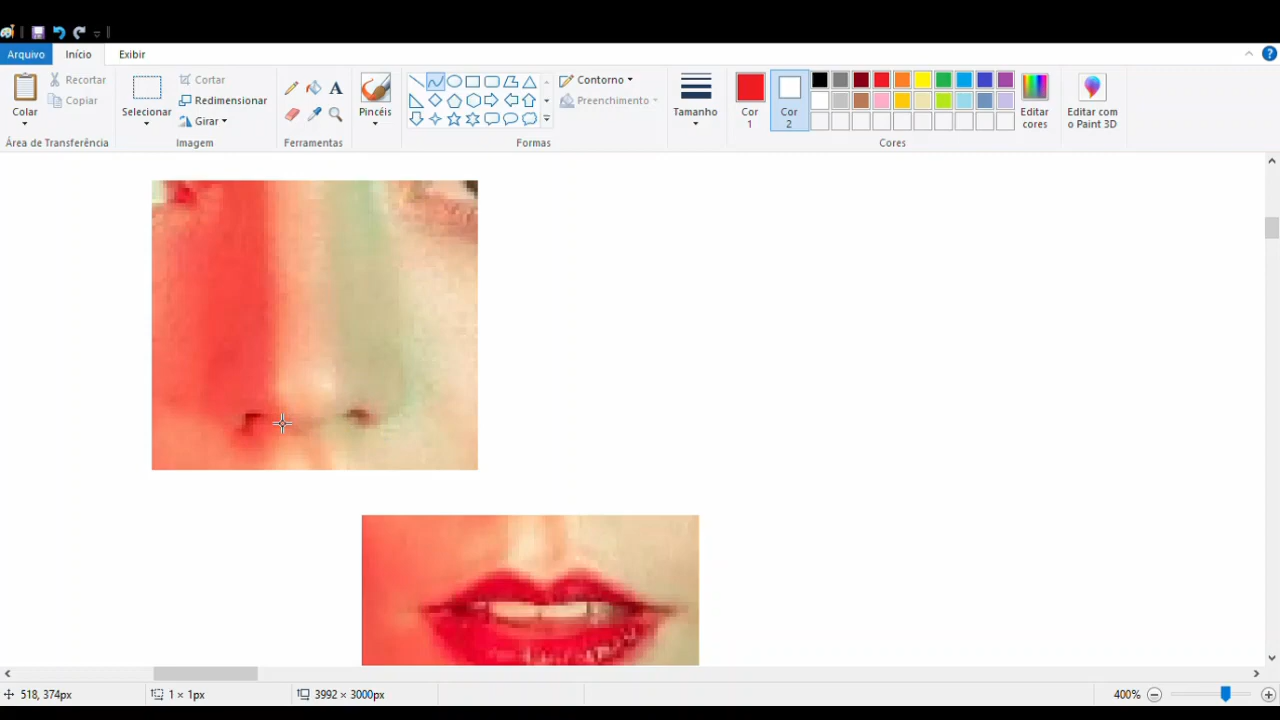 Arquivo Início Exibir
Colar
Recortar
Copiar
Área de Transferência
Selecionar
Cortar
Redimensionar
Girar
Imagem
A
Ferramentas
Pincéis
Contorno
Preenchimento
Formas
Tamanho
Cor
1
Cor
2
Editar
cores
Cores
Editar com
o Paint 3D
518, 374px
1 × 1px
3992 × 3000px
400%